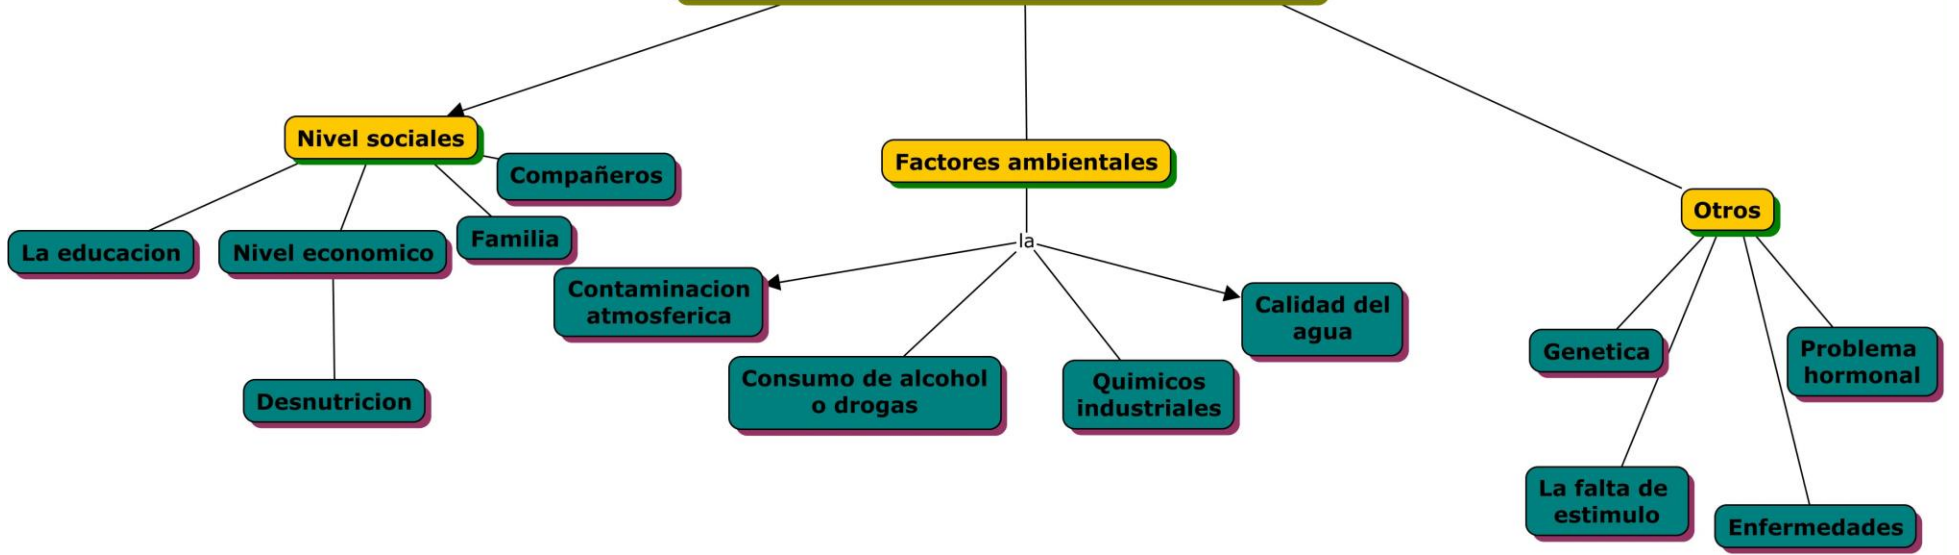 Nivel sociales
Compañeros
La educacion
Nivel economico
Familia
Desnutricion
Factores ambientales
la
Contaminacion
atmosferica
Consumo de alcohol
o drogas
Quimicos
industriales
Calidad del
agua
Otros
Genetica
Problema
hormonal
La falta de
estimulo
Enfermedades